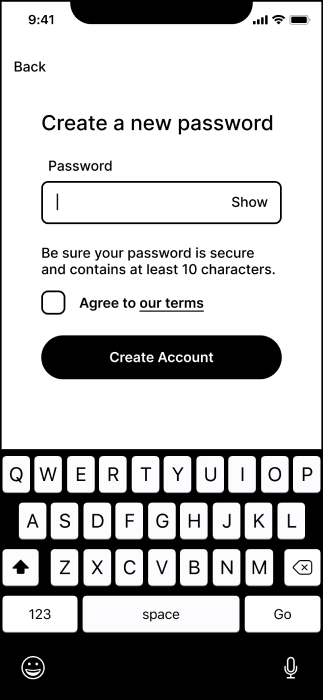 9:41
Back
Create a new password
Password
Show
Be sure your password is secure
and contains at least 10 characters.
Agree to our terms
Create Account
Q W E R T Y U I O P
A S D F G H J K L
Z X C V B N M
123 space Go